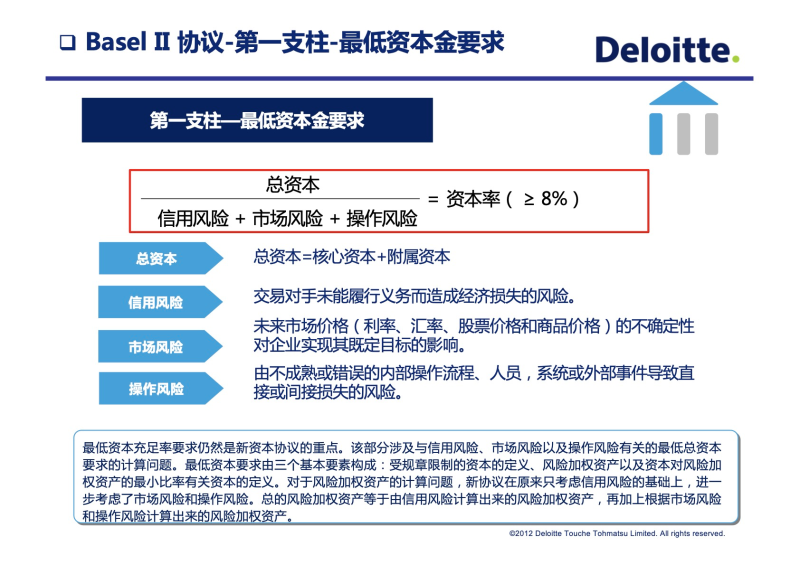 ❑ Basel II 协议-第一支柱-最低资本金要求
Deloitte.
第一支柱—最低资本金要求
总资本
信用风险 + 市场风险 + 操作风险
= 资本率（ ≥ 8%）
总资本
总资本=核心资本+附属资本
信用风险
交易对手未能履行义务而造成经济损失的风险。
市场风险
未来市场价格（利率、汇率、股票价格和商品价格）的不确定性
对企业实现其既定目标的影响。
操作风险
由不成熟或错误的内部操作流程、人员，系统或外部事件导致直
接或间接损失的风险。
最低资本充足率要求仍然是新资本协议的重点。该部分涉及与信用风险、市场风险以及操作风险有关的最低总资本
要求的计算问题。最低资本要求由三个基本要素构成：受规章限制的资本的定义、风险加权资产以及资本对风险加
权资产的最小比率有关资本的定义。对于风险加权资产的计算问题，新协议在原来只考虑信用风险的基础上，进一
步考虑了市场风险和操作风险。总的风险加权资产等于由信用风险计算出来的风险加权资产，再加上根据市场风险
和操作风险计算出来的风险加权资产。
©2012 Deloitte Touche Tohmatsu Limited. All rights reserved.